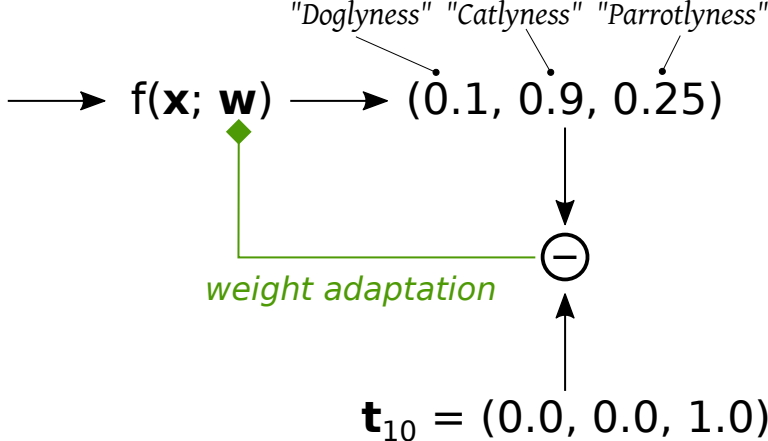 "Doglyness" "Catlyness" "Parrotlyness"
f(x; w) (0.1, 0.9, 0.25)
−
weight adaptation
t₁₀ = (0.0, 0.0, 1.0)